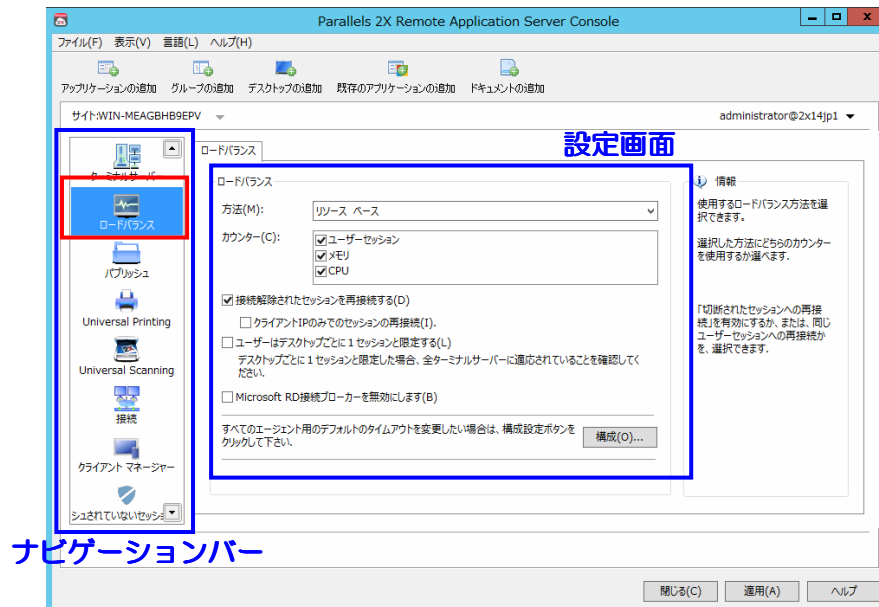 Parallels 2X Remote Application Server Console
ファイル(F) 表示(V) 言語(L) ヘルプ(H)
アプリケーションの追加 グループの追加 デスクトップの追加 既存のアプリケーションの追加 ドキュメントの追加
サイト:WIN-MEAGBHB9EPV
administrator@2x14jp1
設定画面
ターミナルサーバー
ロードバランス
パブリッシュ
Universal Printing
Universal Scanning
接続
クライアント マネージャー
シュされていないセッショ
ナビゲーションバー
ロードバランス
ロードバランス
方法(M):
リソース ベース
カウンター(C):
ユーザーセッション
メモリ
CPU
接続解除されたセッションを再接続する(D)
クライアントIPのみでのセッションの再接続(I).
ユーザーはデスクトップごとに 1 セッションと限定する(L)
デスクトップごとに 1 セッションと限定した場合、全ターミナルサーバーに適応されていることを確認してく
ださい.
Microsoft RD接続ブローカーを無効にします(B)
すべてのエージェント用のデフォルトのタイムアウトを変更したい場合は、構成設定ボタンを
クリックして下さい.
構成(O)...
情報
使用するロードバランス方法を選
択できます。
選択した方法にどちらのカウンター
を使用するか選べます.
「切断されたセッションへの再接
続」を有効にするか、または、同じ
ユーザーセッションへの再接続か
を、選択できます.
閉じる(C) 適用(A) ヘルプ